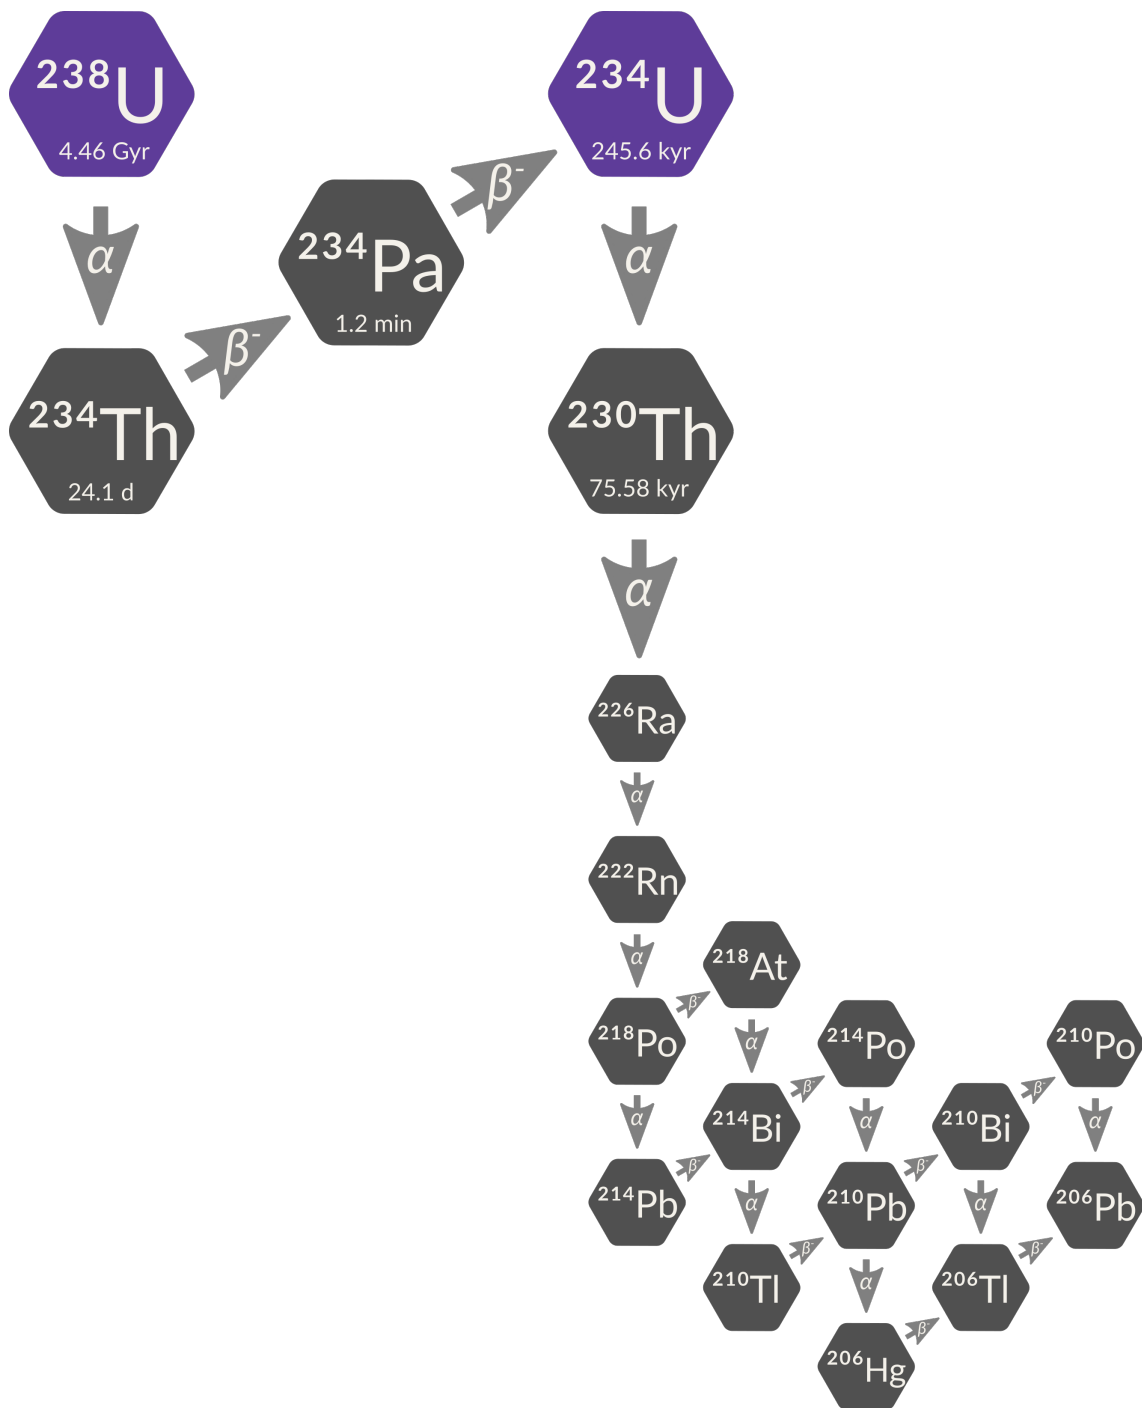 ²³⁸U
4.46 Gyr
²³⁴U
245.6 kyr
α
β⁻
α
²³⁴Pa
1.2 min
β⁻
²³⁴Th
24.1 d
²³⁰Th
75.58 kyr
α
²²⁶Ra
α
²²²Rn
α
²¹⁸At
β⁻
²¹⁸Po
α
²¹⁴Po
²¹⁰Po
β⁻
β⁻
α
²¹⁴Bi
α
²¹⁰Bi
α
β⁻
β⁻
²¹⁴Pb
α
²¹⁰Pb
α
²⁰⁶Pb
β⁻
β⁻
²¹⁰Tl
α
²⁰⁶Tl
β⁻
²⁰⁶Hg